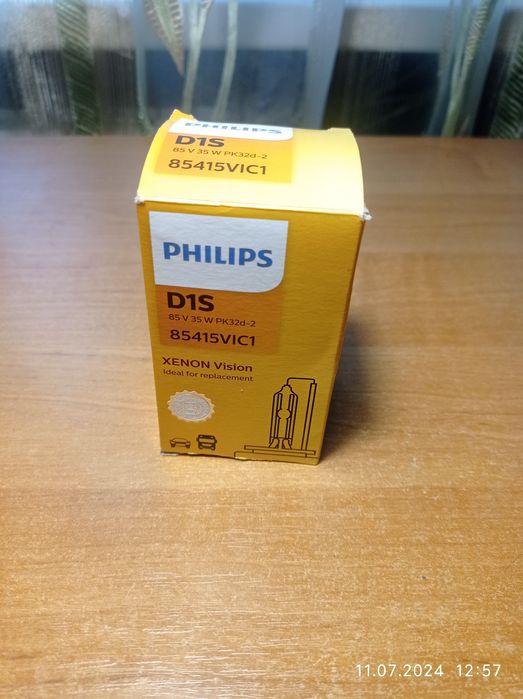 PHILIPS
D1S
85 V 35 W PK32d-2
85415VIC1
PHILIPS
D1S
85 V 35 W PK32d-2
85415VIC1
XENON Vision
Ideal for replacement
11.07.2024 12:57